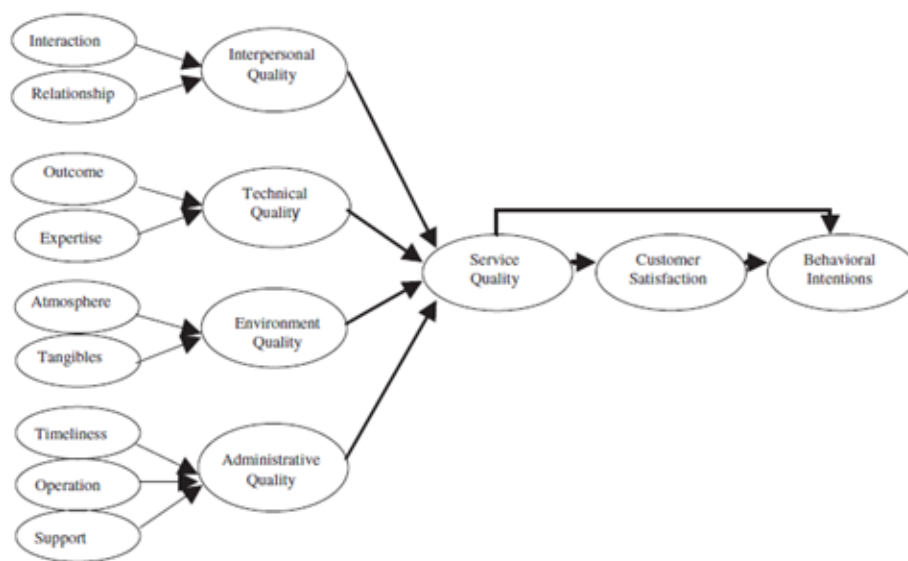 Interaction
Relationship
Interpersonal
Quality
Outcome
Expertise
Technical
Quality
Atmosphere
Tangibles
Environment
Quality
Timeliness
Operation
Support
Administrative
Quality
Service
Quality
Customer
Satisfaction
Behavioral
Intentions